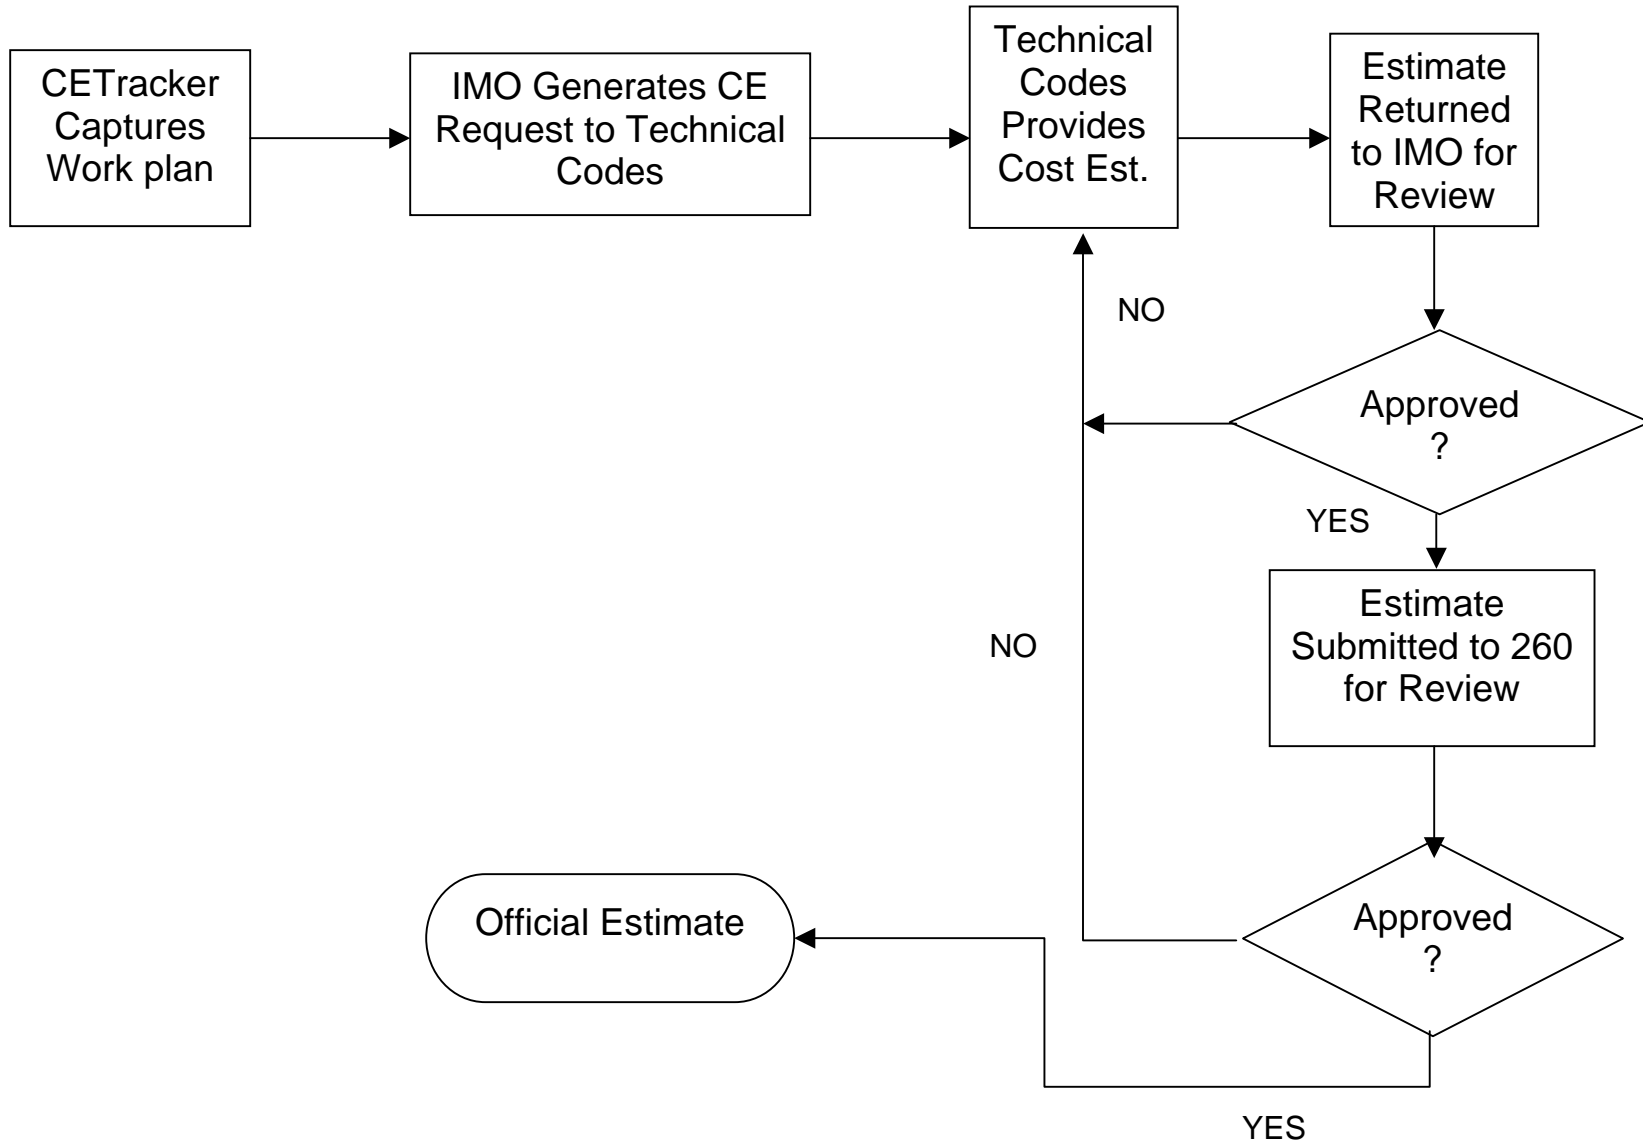 CETracker
Captures
Work plan
IMO Generates CE
Request to Technical
Codes
Technical
Codes
Provides
Cost Est.
Estimate
Returned
to IMO for
Review
NO
Approved
?
YES
Estimate
Submitted to 260
for Review
NO
Approved
?
Official Estimate
YES